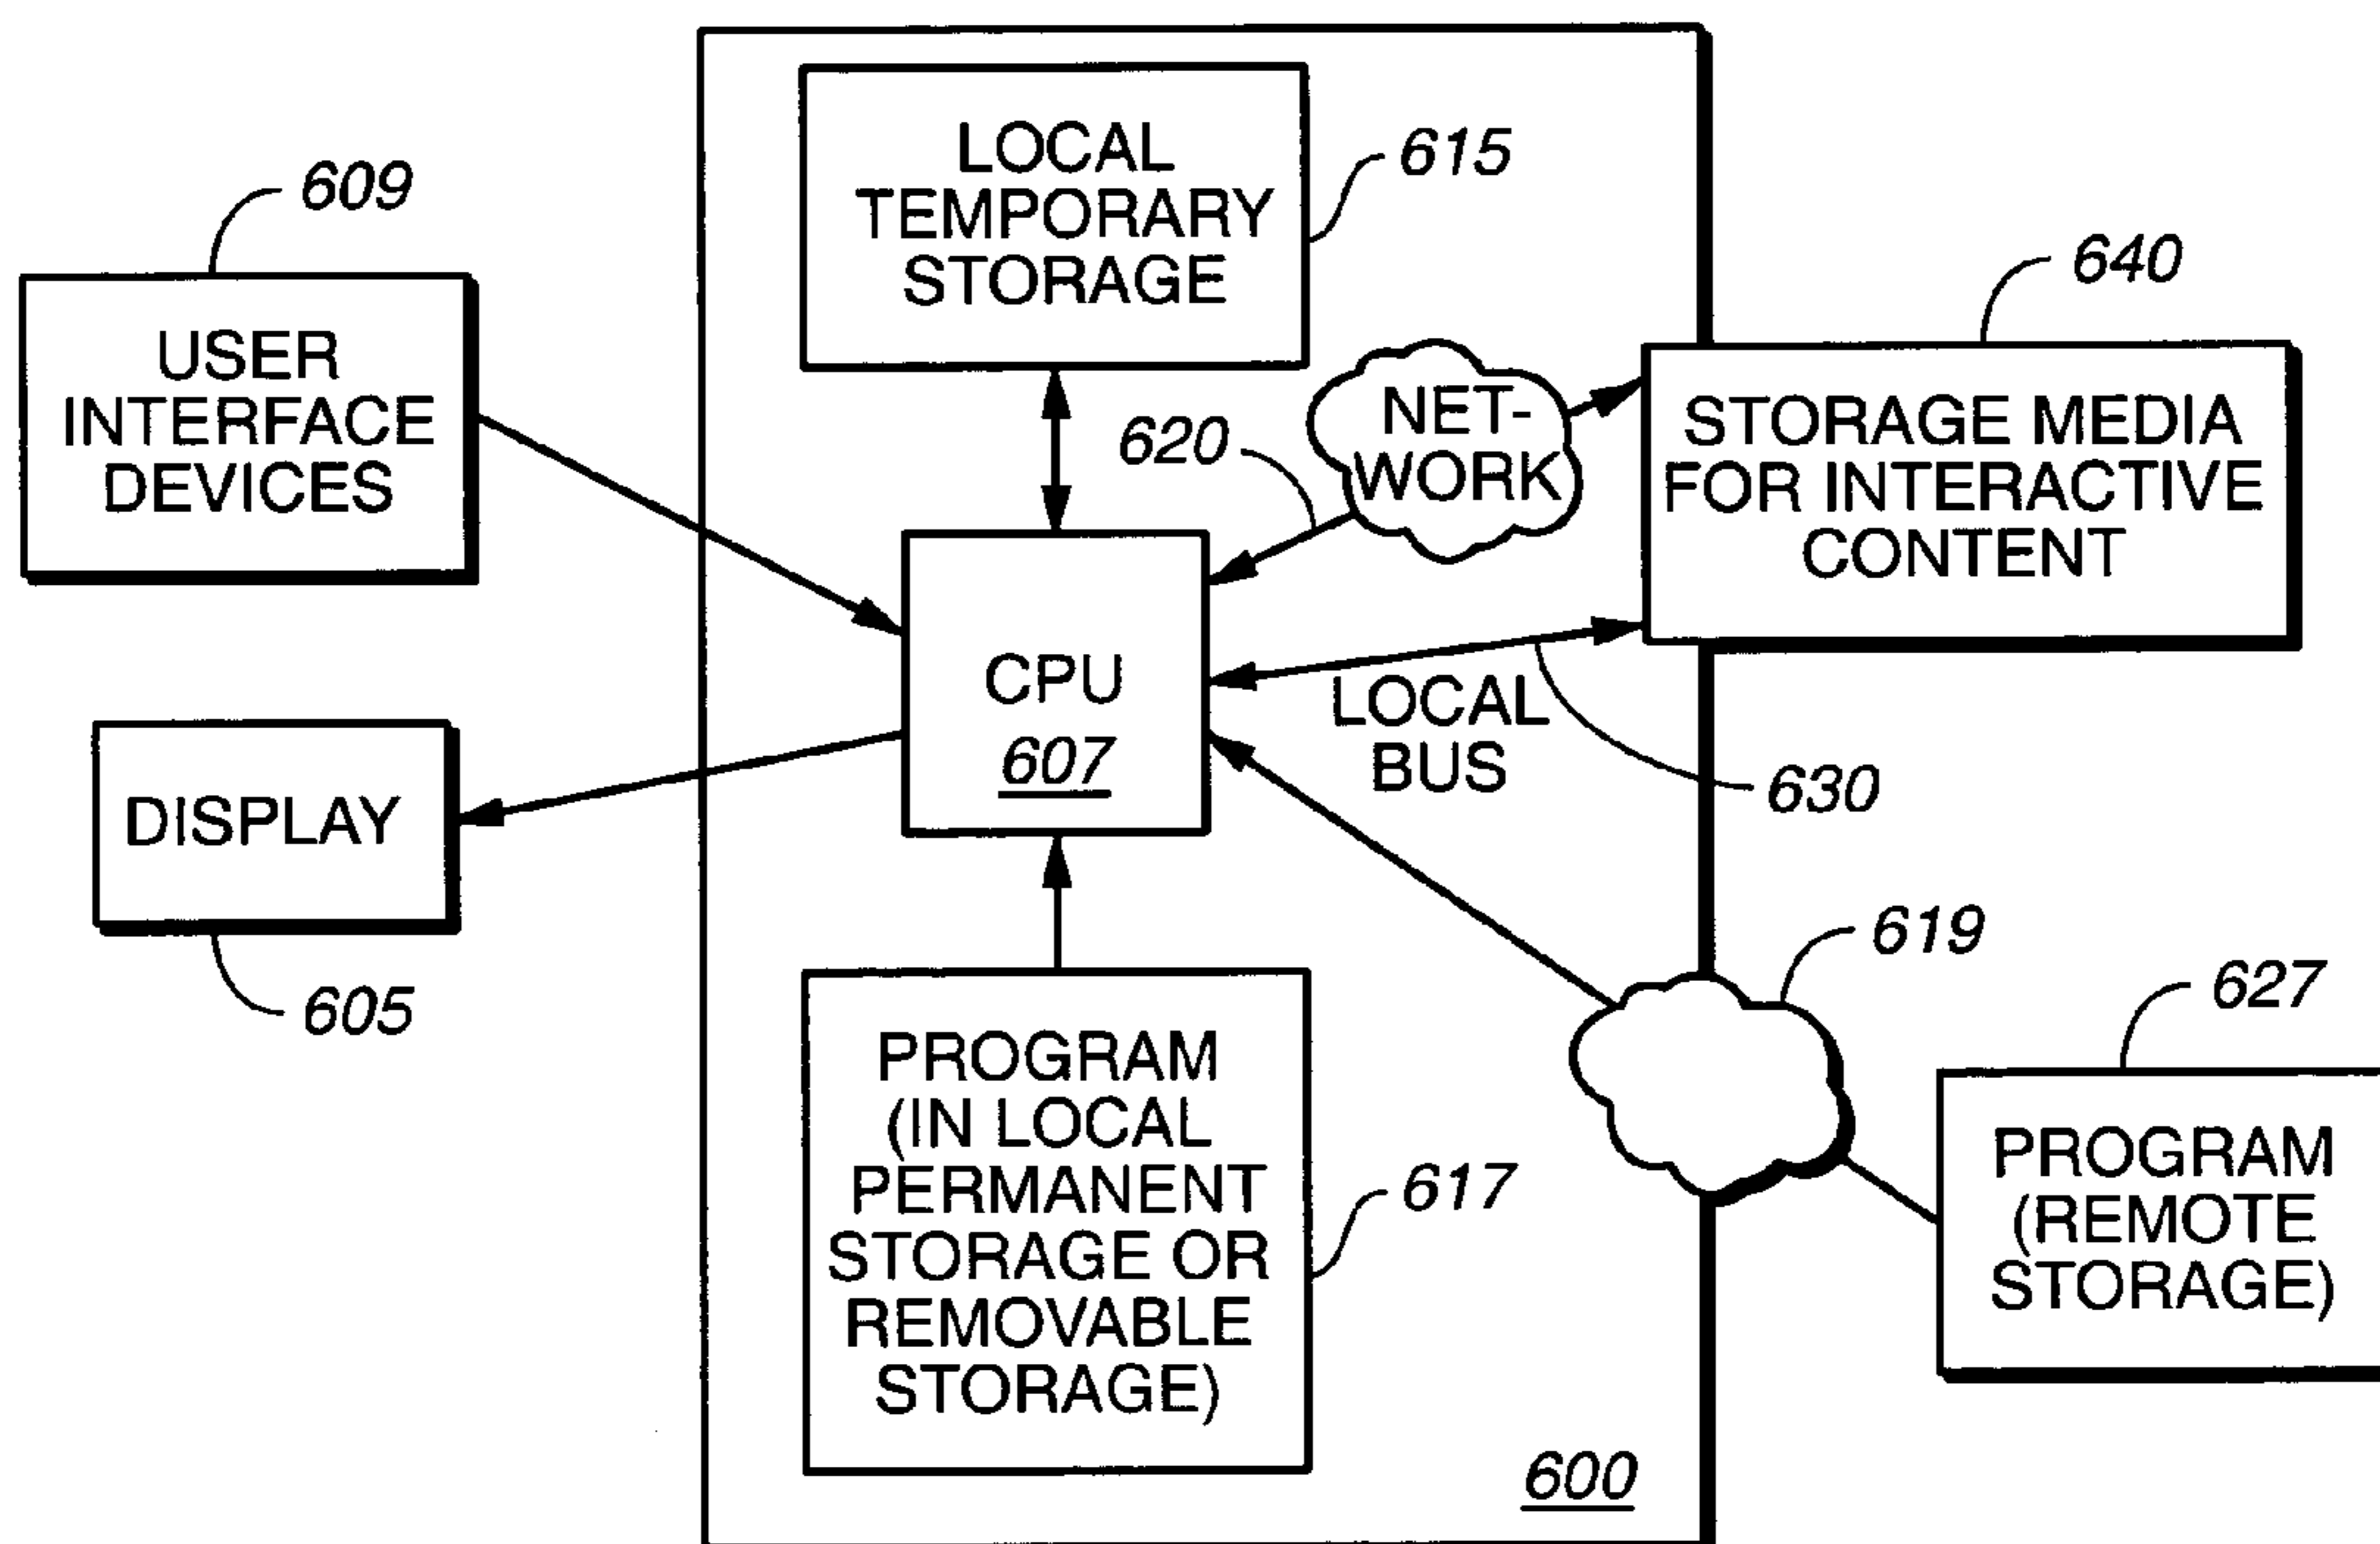 609
USER
INTERFACE
DEVICES
DISPLAY
605
LOCAL
TEMPORARY
STORAGE
615
620
NET-
WORK
640
STORAGE MEDIA
FOR INTERACTIVE
CONTENT
CPU
607
LOCAL
BUS
630
619
627
PROGRAM
(REMOTE
STORAGE)
PROGRAM
(IN LOCAL
PERMANENT
STORAGE OR
REMOVABLE
STORAGE)
617
600